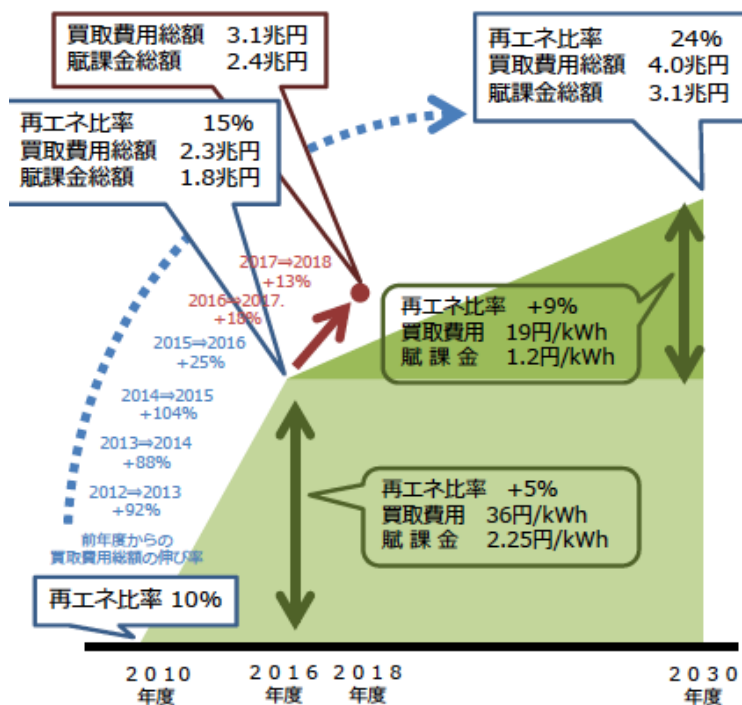 買取費用総額 3.1兆円
賦課金総額 2.4兆円
再エネ比率 24%
買取費用総額 4.0兆円
賦課金総額 3.1兆円
再エネ比率 15%
買取費用総額 2.3兆円
賦課金総額 1.8兆円
2017⇒2018
+13%
2016⇒2017.
+18%
2015⇒2016
+25%
2014⇒2015
+104%
2013⇒2014
+88%
2012⇒2013
+92%
前年度からの
買取費用総額の伸び率
再エネ比率 +9%
買取費用 19円/kWh
賦課金 1.2円/kWh
再エネ比率 +5%
買取費用 36円/kWh
賦課金 2.25円/kWh
再エネ比率 10%
2010
年度
2016
年度
2018
年度
2030
年度